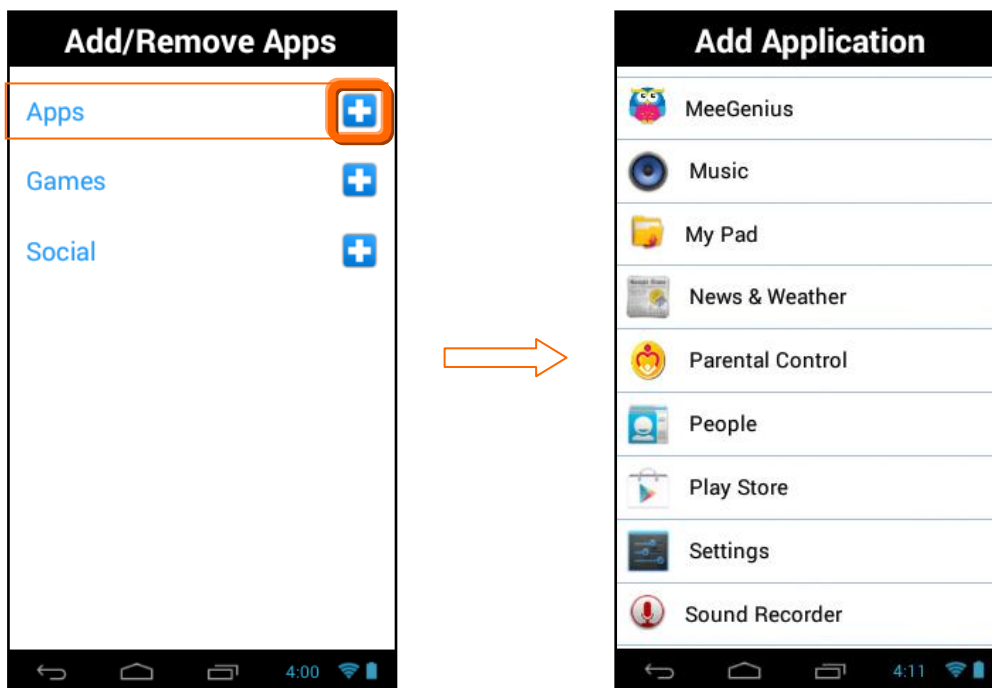 Add/Remove Apps
Apps
Games
Social
4:00
Add Application
MeeGenius
Music
My Pad
News & Weather
Parental Control
People
Play Store
Settings
Sound Recorder
4:11